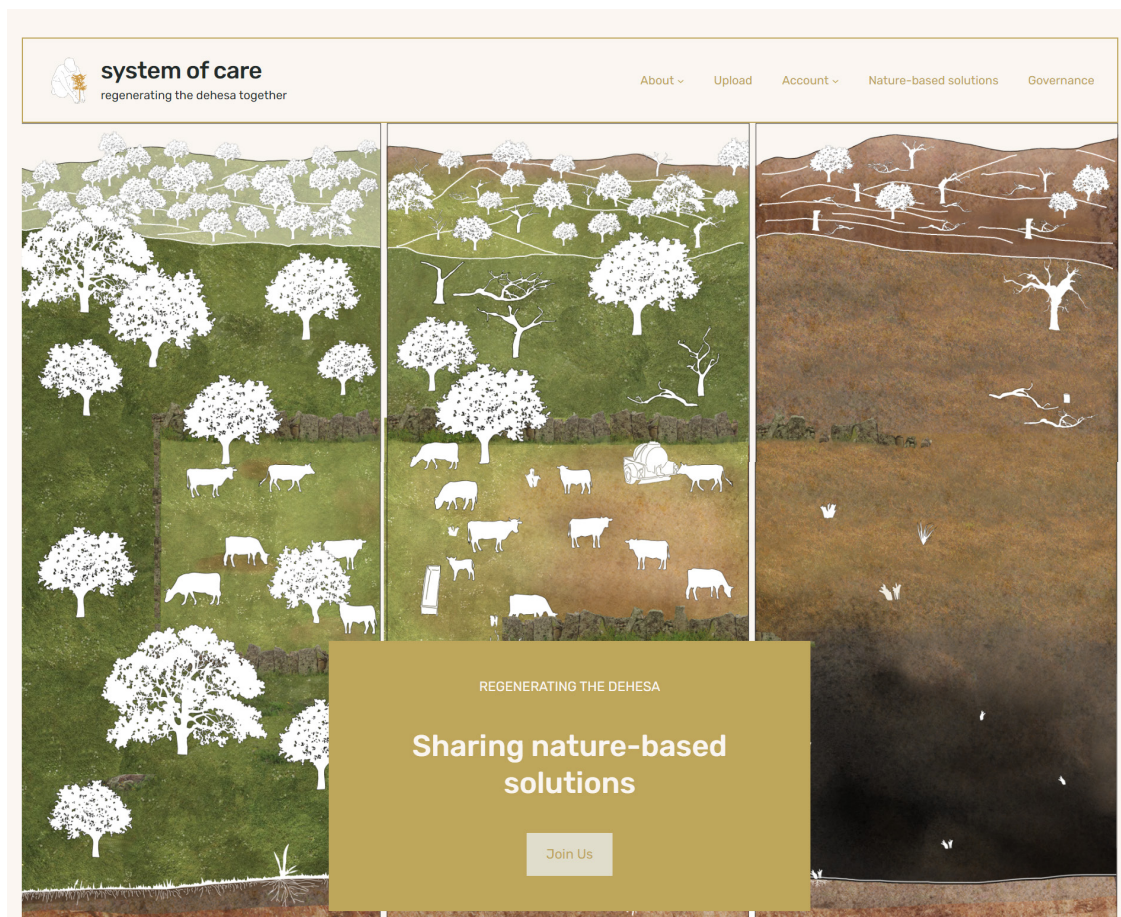 system of care
regenerating the dehesa together
About
Upload
Account
Nature-based solutions
Governance
REGENERATING THE DEHESA
Sharing nature-based
solutions
Join Us